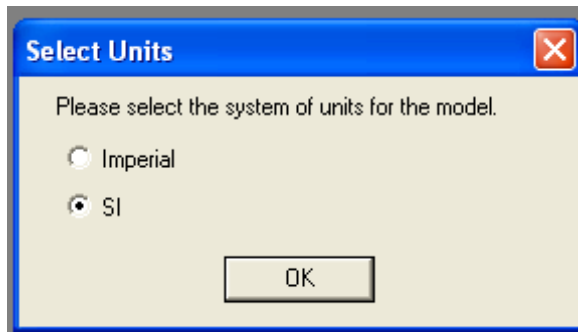 Select Units
Please select the system of units for the model.
Imperial
SI
OK